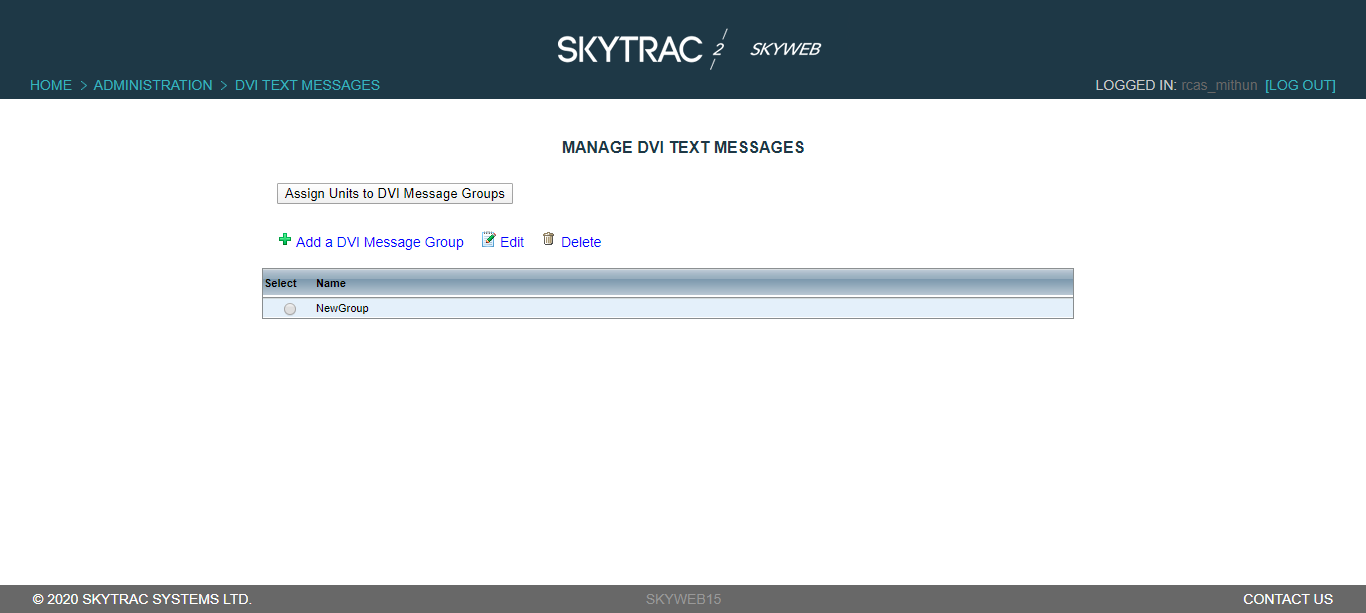 SKYTRAC 2 SKYWEB
HOME > ADMINISTRATION > DVI TEXT MESSAGES LOGGED IN: rcas_mithun [LOG OUT]
MANAGE DVI TEXT MESSAGES
Assign Units to DVI Message Groups
Add a DVI Message Group Edit Delete
Select Name
NewGroup
© 2020 SKYTRAC SYSTEMS LTD. SKYWEB15 CONTACT US